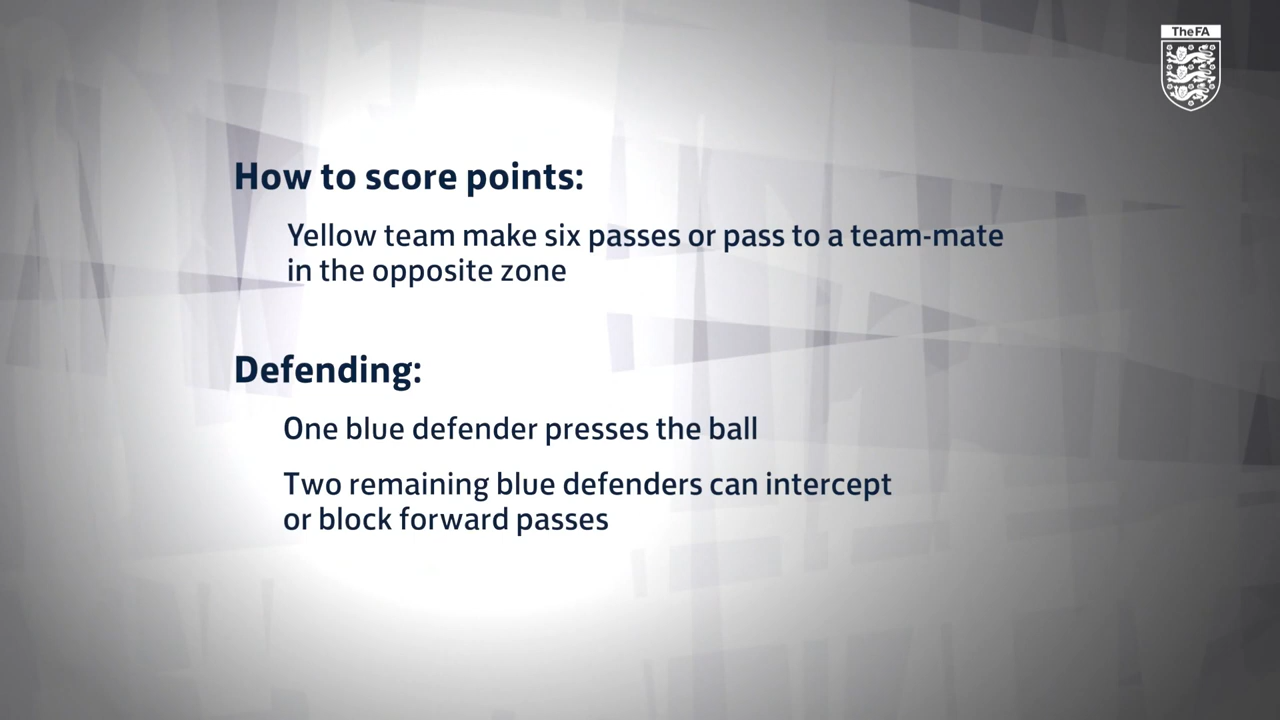 TheFA
How to score points:
Yellow team make six passes or pass to a team-mate
in the opposite zone
Defending:
One blue defender presses the ball
Two remaining blue defenders can intercept
or block forward passes